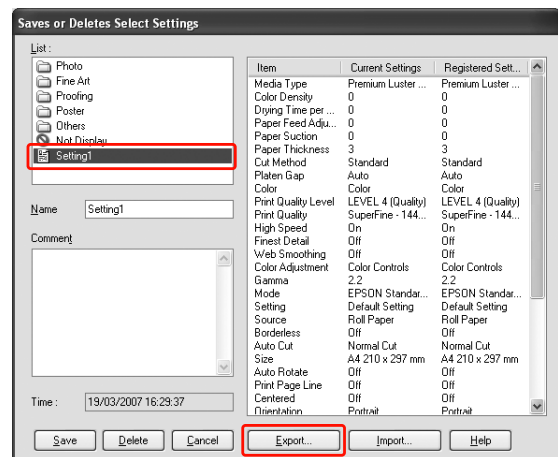 Saves or Deletes Select Settings
List :
Photo
Fine Art
Proofing
Poster
Others
Not Display
Setting1
Name Setting1
Comment
Time : 19/03/2007 16:29:37
Item Current Settings Registered Sett...
Media Type Premium Luster ... Premium Luster ...
Color Density 0 0
Drying Time per ... 0 0
Paper Feed Adju... 0 0
Paper Suction 0 0
Paper Thickness 3 3
Cut Method Standard Standard
Platen Gap Auto Auto
Color Color Color
Print Quality Level LEVEL 4 (Quality) LEVEL 4 (Quality)
Print Quality SuperFine - 144... SuperFine - 144...
High Speed On On
Finest Detail Off Off
Web Smoothing Off Off
Color Adjustment Color Controls Color Controls
Gamma 2.2 2.2
Mode EPSON Standar... EPSON Standar...
Setting Default Setting Default Setting
Source Roll Paper Roll Paper
Borderless Off Off
Auto Cut Normal Cut Normal Cut
Size A4 210 x 297 mm A4 210 x 297 mm
Auto Rotate Off Off
Print Page Line Off Off
Centered Off Off
Orientation Portrait Portrait
Save Delete Cancel Export... Import... Help